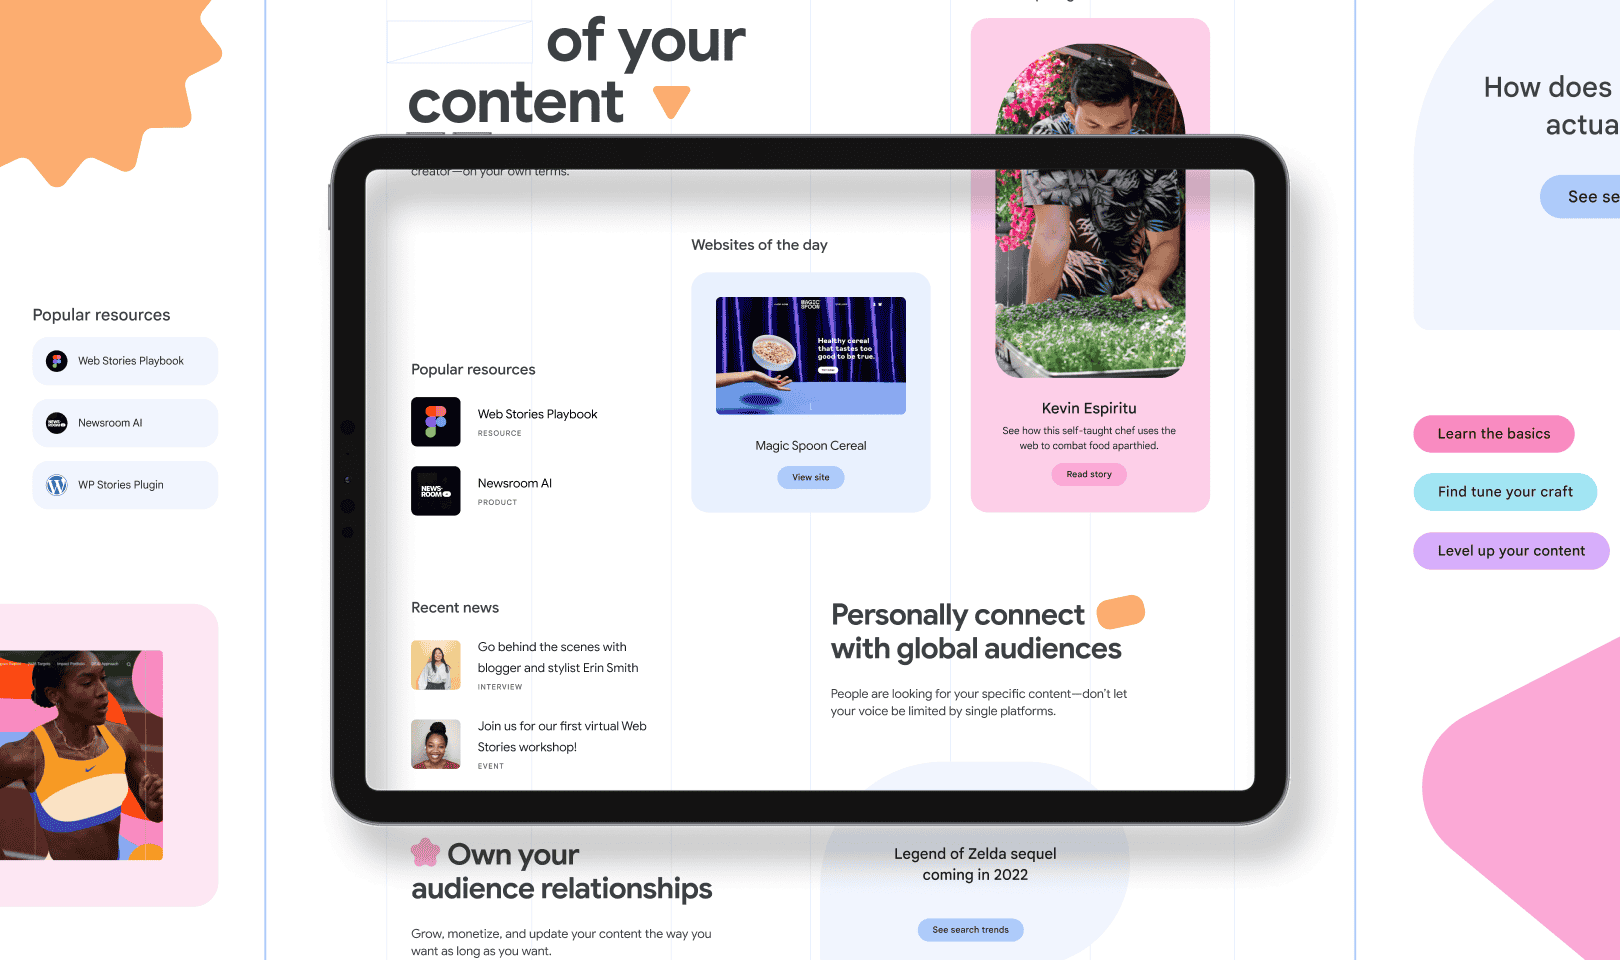 of your
content
creator—on your own terms.
How does
actua
See se
Popular resources
Web Stories Playbook
Newsroom AI
WP Stories Plugin
Websites of the day
MAGIC
SPOON
Healthy cereal
that tastes too
good to be true.
Magic Spoon Cereal
View site
Kevin Espiritu
See how this self-taught chef uses the
web to combat food aparthied.
Read story
Popular resources
Web Stories Playbook
RESOURCE
NEWS-
ROOM
Newsroom AI
PRODUCT
Learn the basics
Find tune your craft
Level up your content
Recent news
Go behind the scenes with
blogger and stylist Erin Smith
INTERVIEW
Join us for our first virtual Web
Stories workshop!
EVENT
Personally connect
with global audiences
People are looking for your specific content—don't let
your voice be limited by single platforms.
Own your
audience relationships
Grow, monetize, and update your content the way you
want as long as you want.
Legend of Zelda sequel
coming in 2022
See search trends